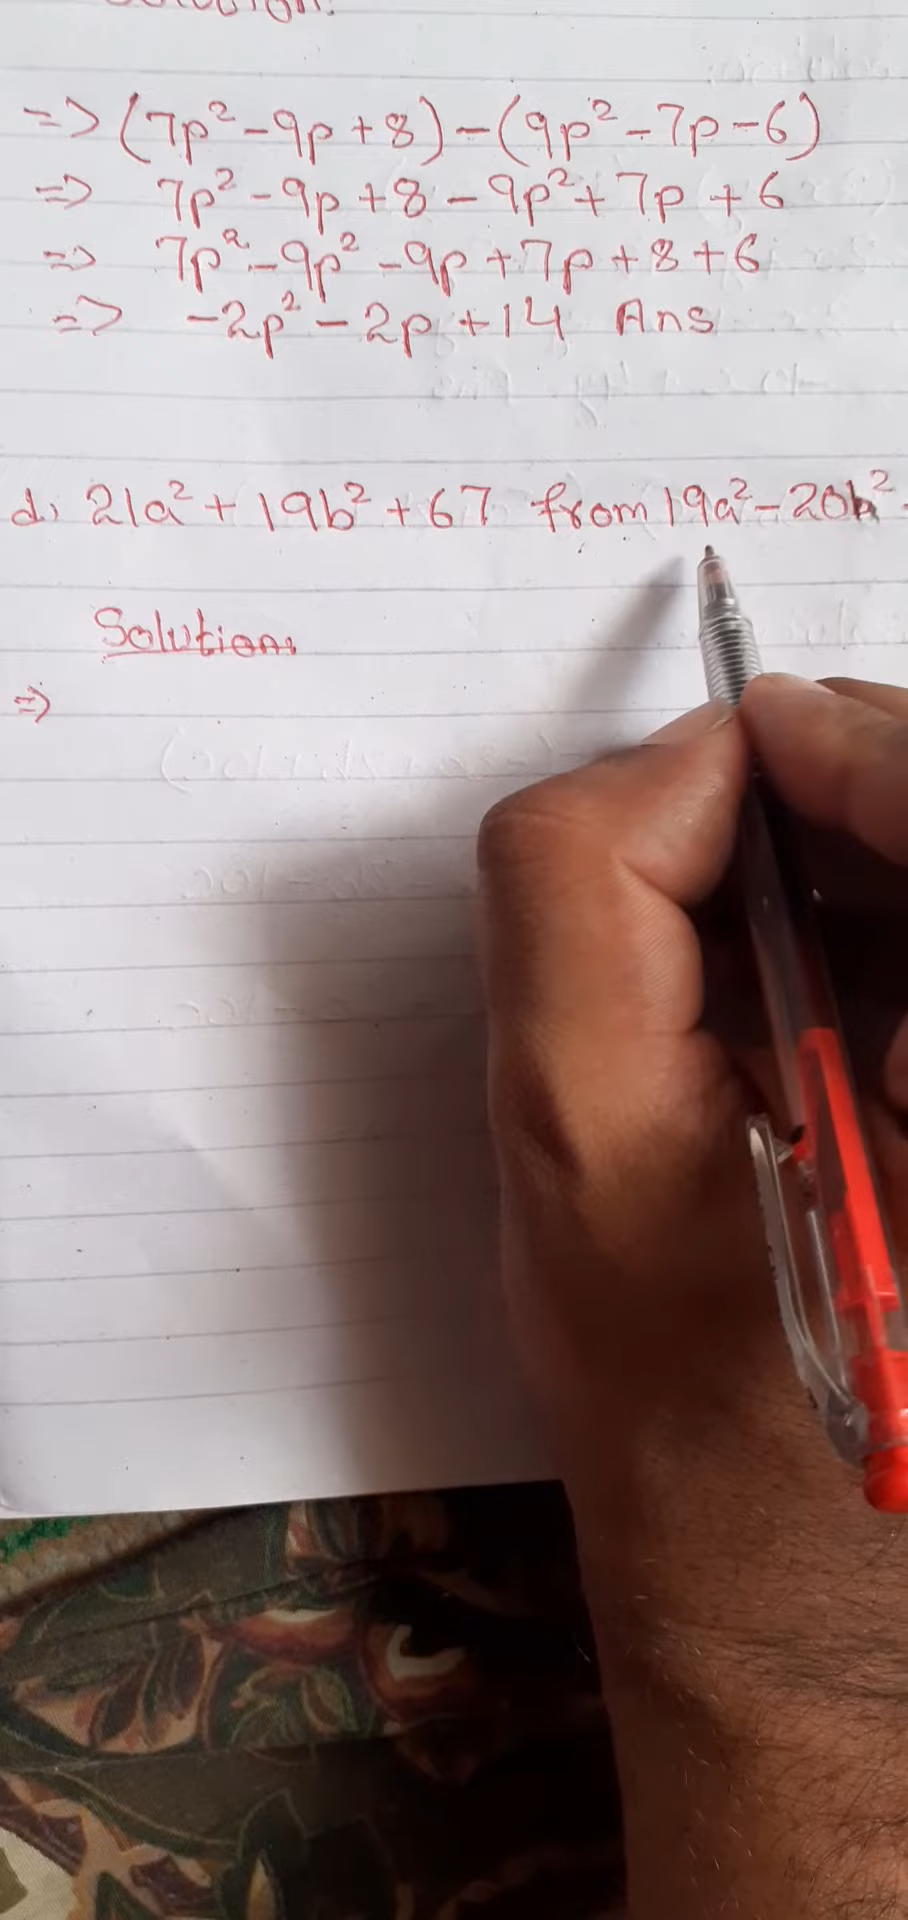 => (7p² - 9p + 8) - (9p² - 7p - 6)
=> 7p² - 9p + 8 - 9p² + 7p + 6
=> 7p² - 9p² - 9p + 7p + 8 + 6
=> -2p² - 2p + 14 Ans
d. 21a² + 19b² + 67 from 19a² - 20b² -
Solution
=>